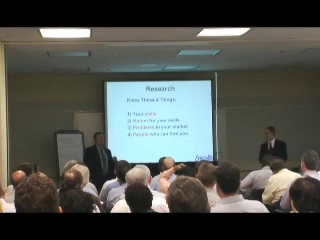 Research
Know These 4 Things:
1) Your skills
2) Market for your skills
3) Problems in your market
4) People who can hire you